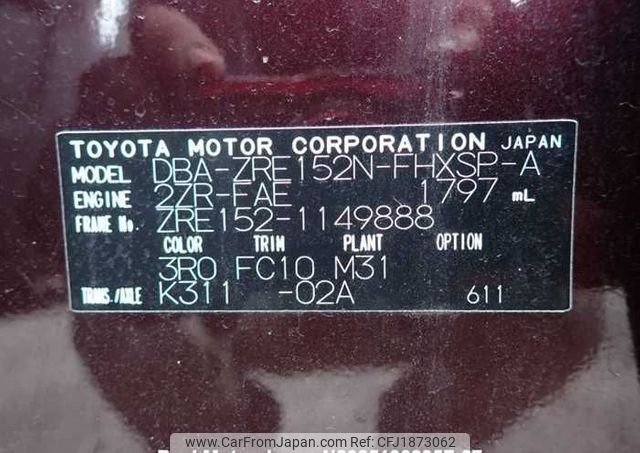 TOYOTA MOTOR CORPORATION JAPAN
MODEL DBA-ZRE152N-FHXSP-A
ENGINE 2ZR-FAE 1797 mL
FRAME No. ZRE152-1149888
COLOR TRIM PLANT OPTION
3R0 FC10 M31
TRANS./AXLE K311 -02A 611
www.CarFromJapan.com Ref. ID: CFJ1873062